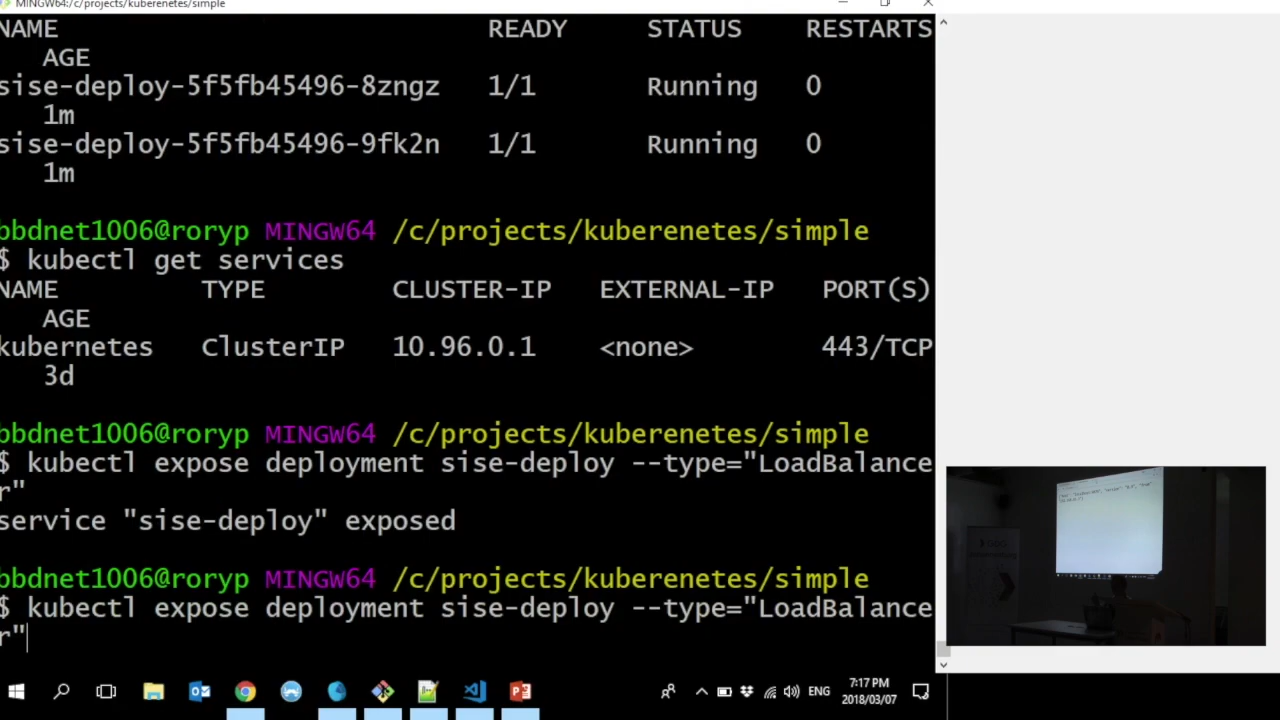 MINGW64:/c/projects/kuberenetes/simple
NAME READY STATUS RESTARTS
AGE
sise-deploy-5f5fb45496-8zngz 1/1 Running 0
1m
sise-deploy-5f5fb45496-9fk2n 1/1 Running 0
1m
bbdnet1006@roryp MINGW64 /c/projects/kuberenetes/simple
$ kubectl get services
NAME TYPE CLUSTER-IP EXTERNAL-IP PORT(S)
AGE
kubernetes ClusterIP 10.96.0.1 <none> 443/TCP
3d
bbdnet1006@roryp MINGW64 /c/projects/kuberenetes/simple
$ kubectl expose deployment sise-deploy --type="LoadBalance
r"
service "sise-deploy" exposed
bbdnet1006@roryp MINGW64 /c/projects/kuberenetes/simple
$ kubectl expose deployment sise-deploy --type="LoadBalance
r"
ENG
7:17 PM
2018/03/07